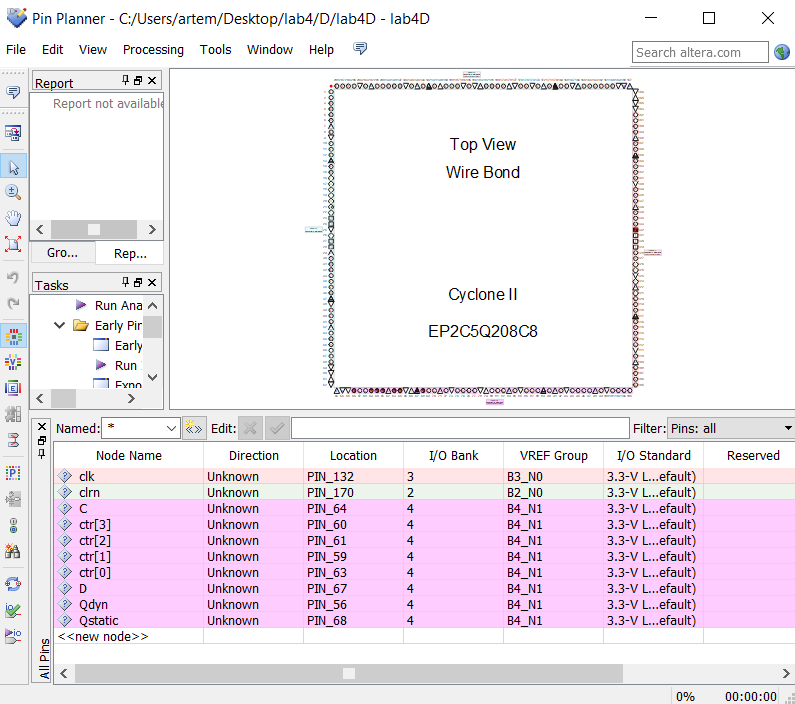 Pin Planner - C:/Users/artem/Desktop/lab4/D/lab4D - lab4D
File Edit View Processing Tools Window Help
Search altera.com
Report
Report not available
Gro... Rep...
Tasks
Run Ana
Early Pin
Early
Run
Expo
Top View
Wire Bond
Cyclone II
EP2C5Q208C8
Named: * Edit: Filter: Pins: all
Node Name Direction Location I/O Bank VREF Group I/O Standard Reserved
clk Unknown PIN_132 3 B3_N0 3.3-V L...efault)
clrn Unknown PIN_170 2 B2_N0 3.3-V L...efault)
C Unknown PIN_64 4 B4_N1 3.3-V L...efault)
ctr[3] Unknown PIN_60 4 B4_N1 3.3-V L...efault)
ctr[2] Unknown PIN_61 4 B4_N1 3.3-V L...efault)
ctr[1] Unknown PIN_59 4 B4_N1 3.3-V L...efault)
ctr[0] Unknown PIN_63 4 B4_N1 3.3-V L...efault)
D Unknown PIN_67 4 B4_N1 3.3-V L...efault)
Qdyn Unknown PIN_56 4 B4_N1 3.3-V L...efault)
Qstatic Unknown PIN_68 4 B4_N1 3.3-V L...efault)
<<new node>>
All Pins
0% 00:00:00